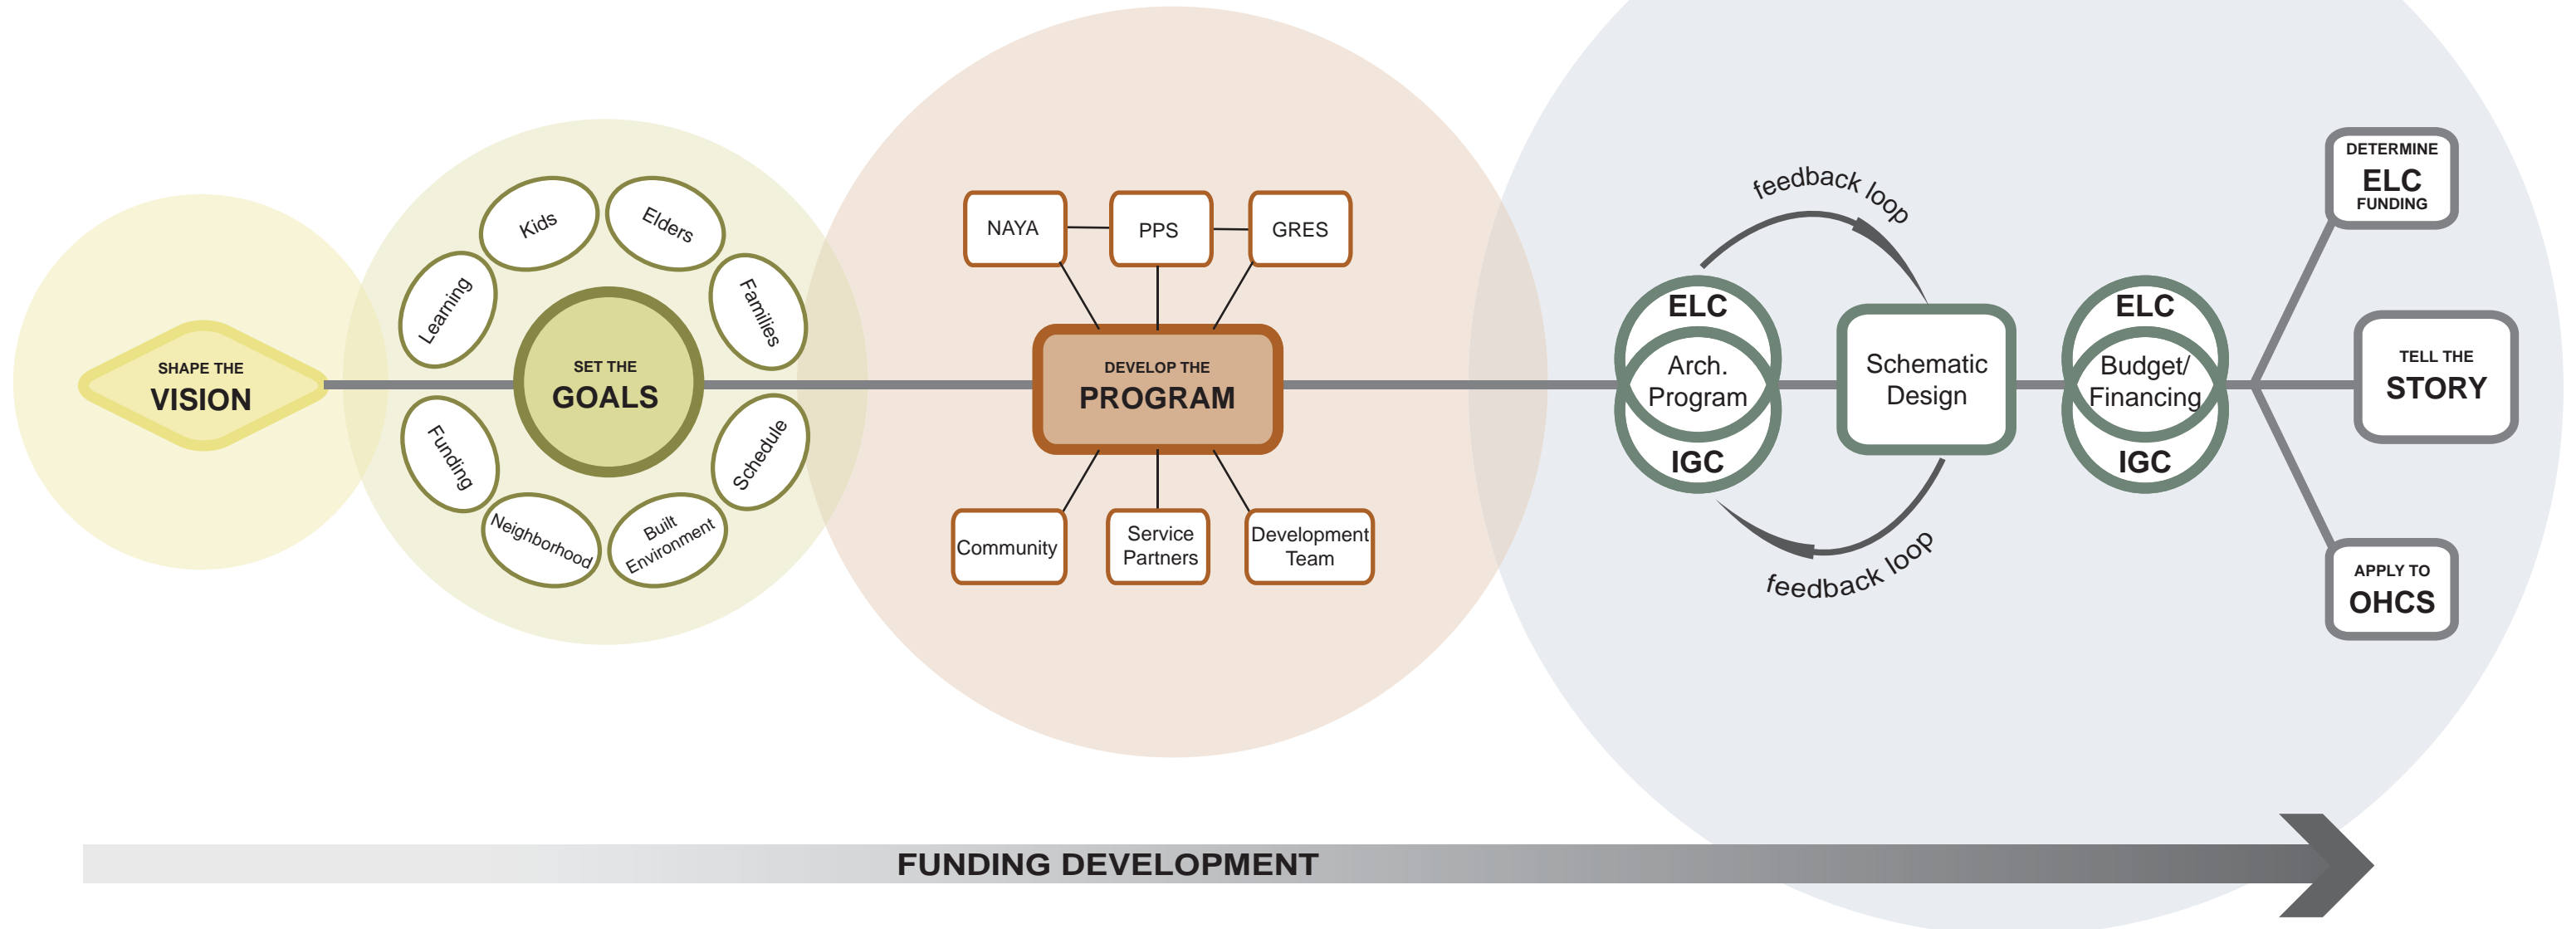 SHAPE THE
VISION
Kids
Elders
Learning
Families
SET THE
GOALS
Funding
Schedule
Neighborhood
Built
Environment
NAYA
PPS
GRES
DEVELOP THE
PROGRAM
Community
Service
Partners
Development
Team
feedback loop
ELC
Arch.
Program
IGC
Schematic
Design
feedback loop
ELC
Budget/
Financing
IGC
DETERMINE
ELC
FUNDING
TELL THE
STORY
APPLY TO
OHCS
FUNDING DEVELOPMENT